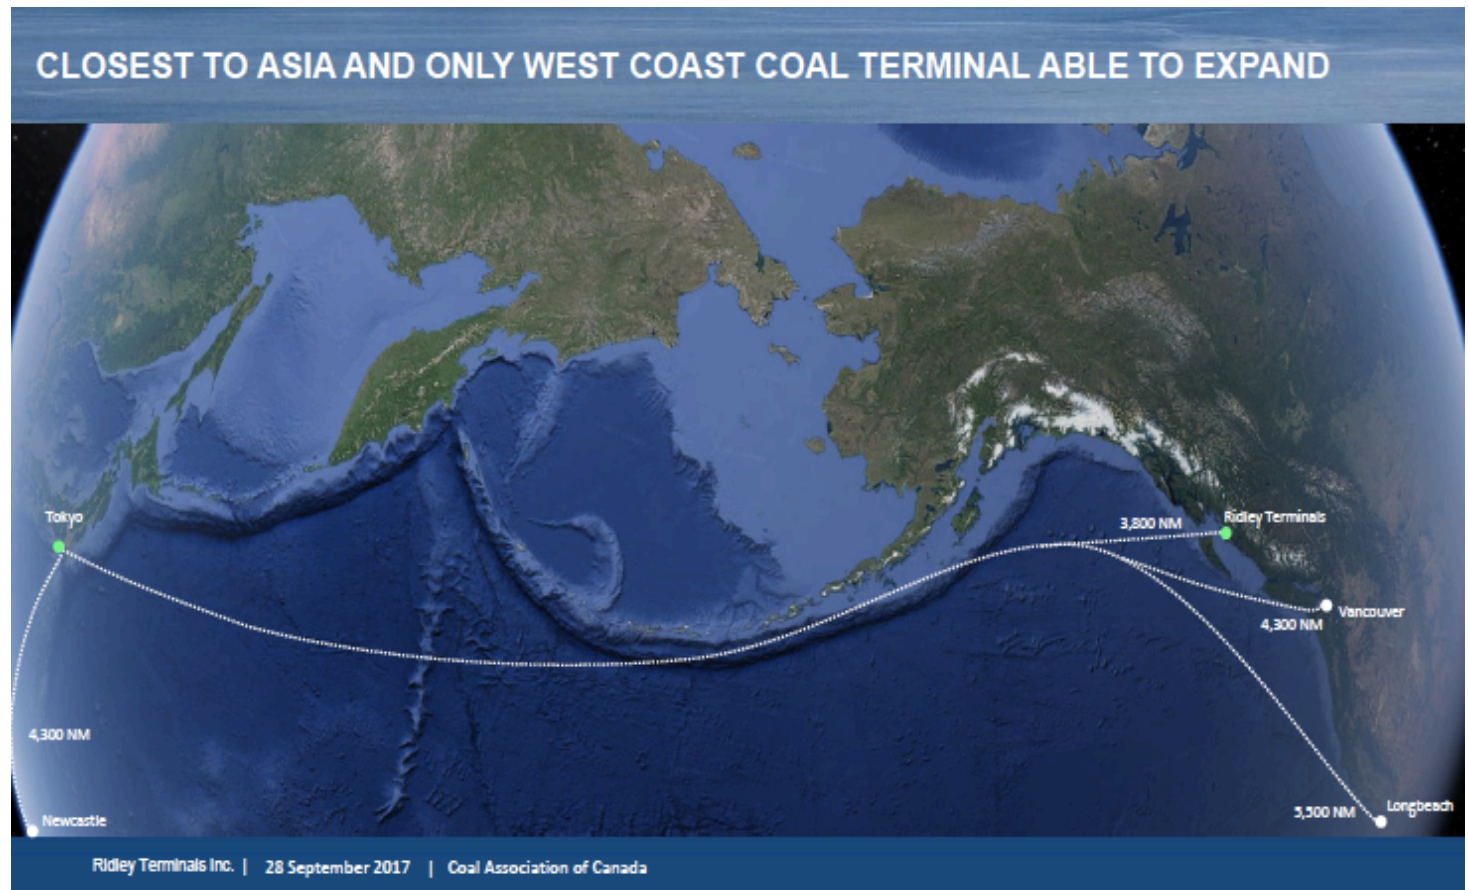 CLOSEST TO ASIA AND ONLY WEST COAST COAL TERMINAL ABLE TO EXPAND
Tokyo
3,800 NM
Ridley Terminals
Vancouver
4,300 NM
4,300 NM
Newcastle
5,500 NM
Longbeach
Ridley Terminals Inc. | 28 September 2017 | Coal Association of Canada